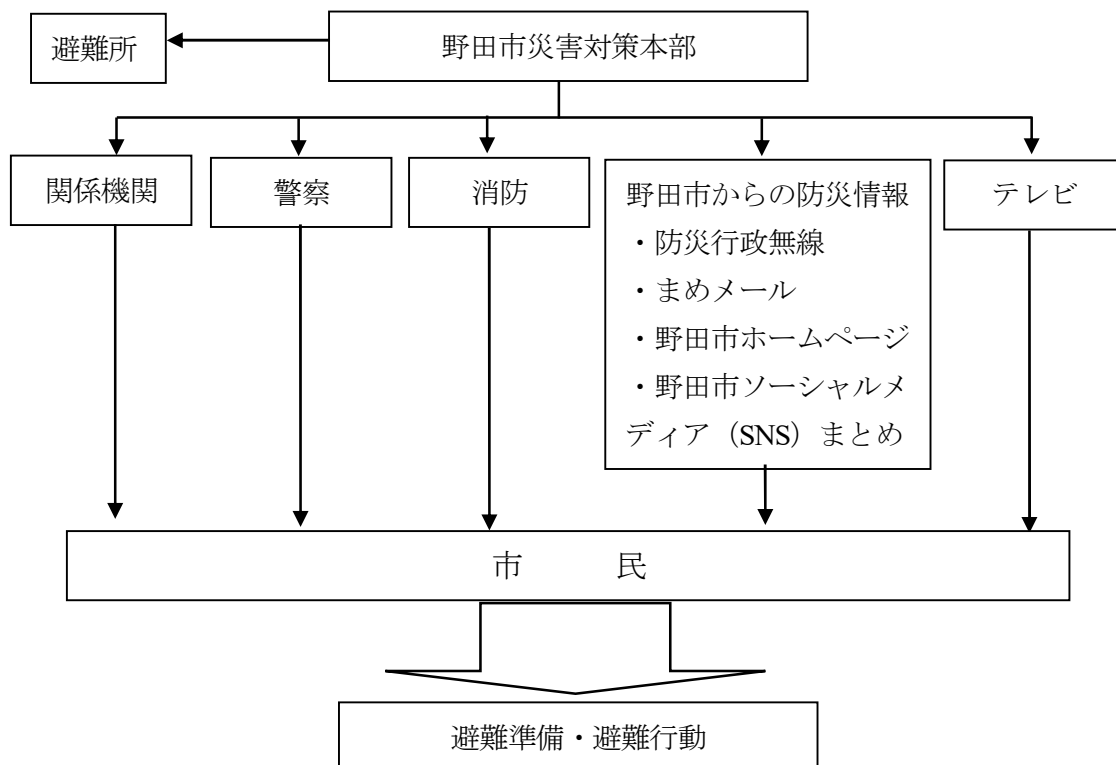 避難所
野田市災害対策本部
関係機関
警察
消防
野田市からの防災情報
・防災行政無線
・まめメール
・野田市ホームページ
・野田市ソーシャルメ
ディア（SNS）まとめ
テレビ
市　　　民
避難準備・避難行動